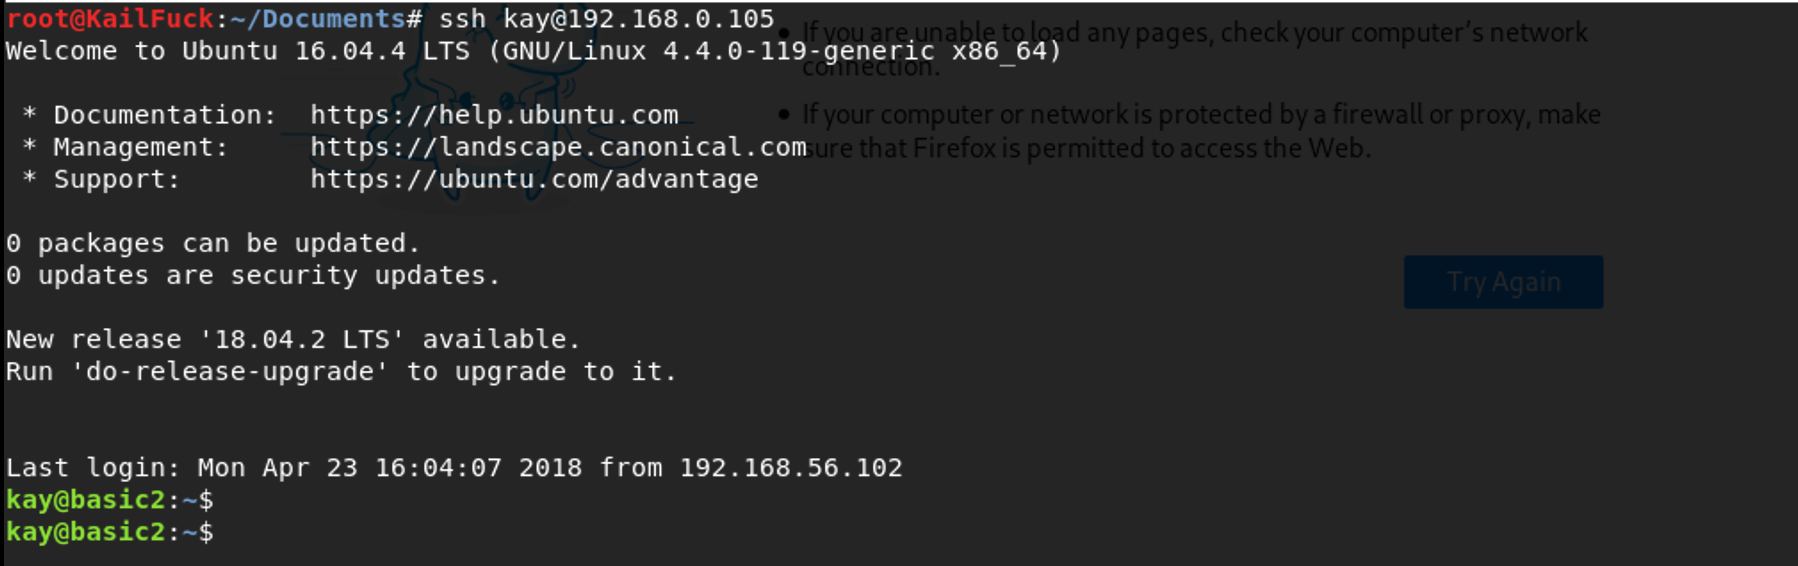 root@KailFuck:~/Documents# ssh kay@192.168.0.105
Welcome to Ubuntu 16.04.4 LTS (GNU/Linux 4.4.0-119-generic x86_64)
 * Documentation:  https://help.ubuntu.com
 * Management:     https://landscape.canonical.com
 * Support:        https://ubuntu.com/advantage
0 packages can be updated.
0 updates are security updates.
New release '18.04.2 LTS' available.
Run 'do-release-upgrade' to upgrade to it.
Last login: Mon Apr 23 16:04:07 2018 from 192.168.56.102
kay@basic2:~$
kay@basic2:~$
• If you are unable to load any pages, check your computer's network
connection.
• If your computer or network is protected by a firewall or proxy, make
sure that Firefox is permitted to access the Web.
Try Again